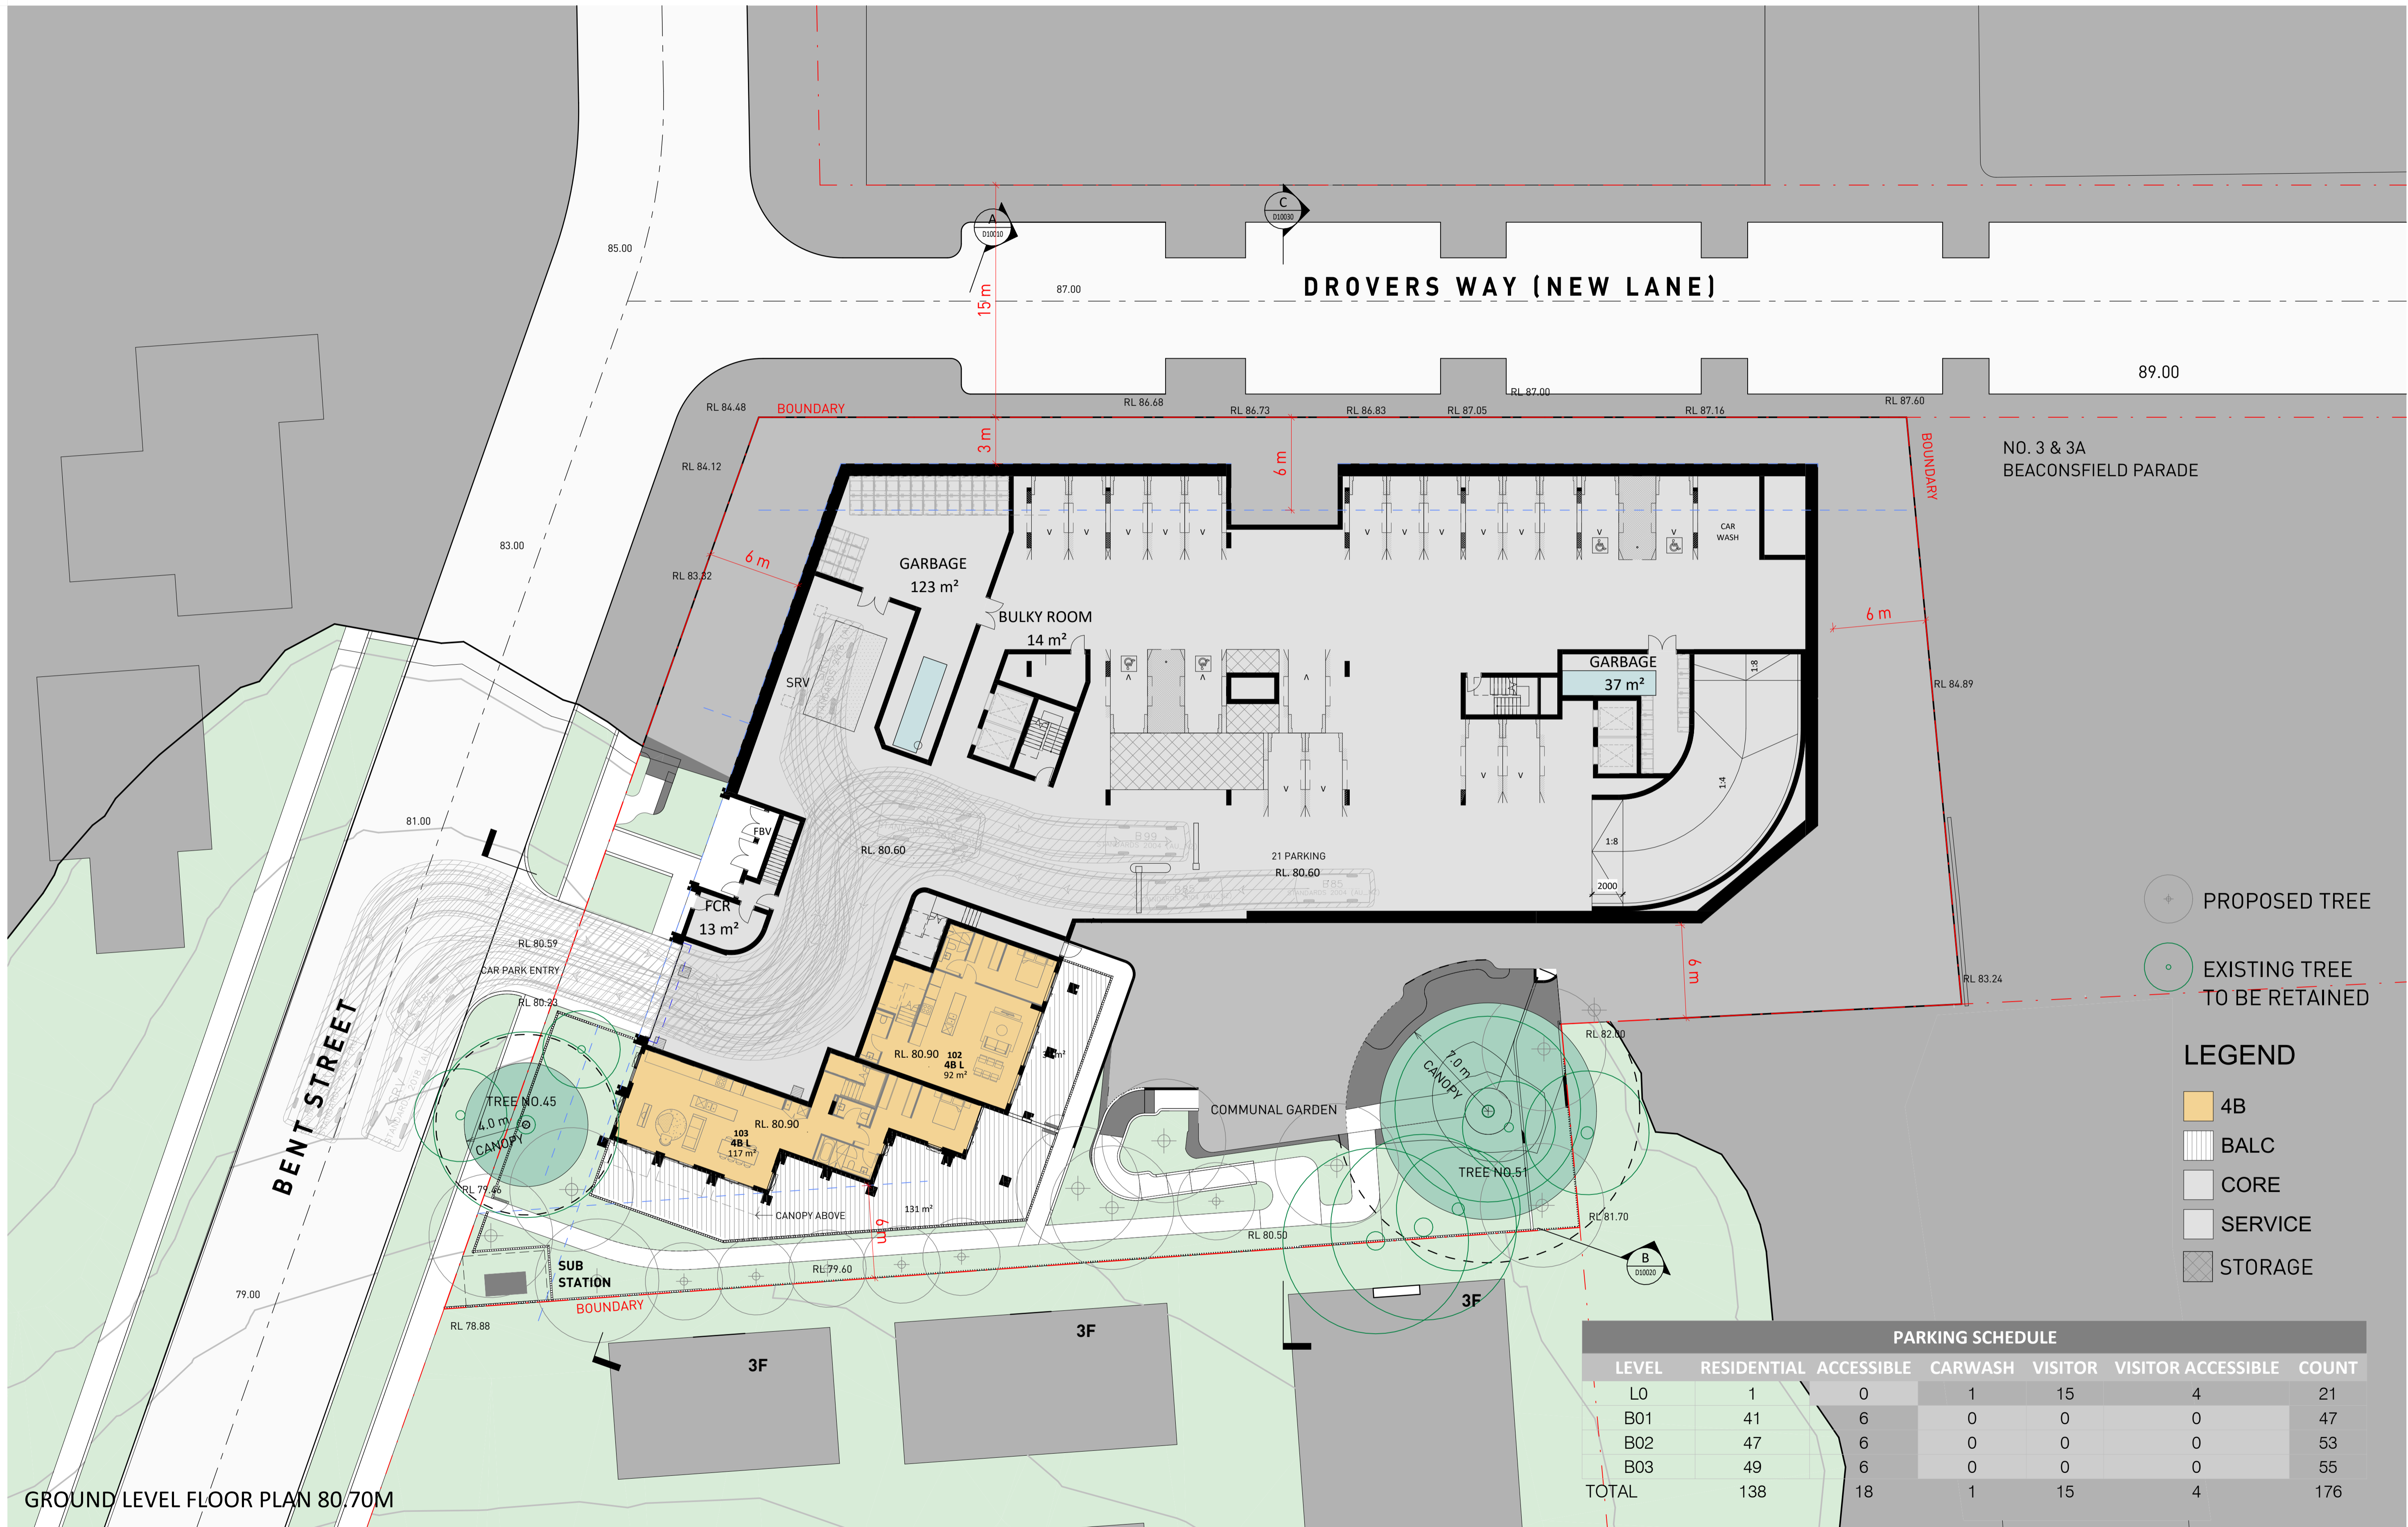 A
D10010
C
D10030
85.00
15 m
87.00
DROVERS WAY (NEW LANE)
89.00
RL 84.48
BOUNDARY
RL 86.68
RL 86.73
RL 86.83
RL 87.05
RL 87.00
RL 87.16
RL 87.60
3 m
6 m
RL 84.12
BOUNDARY
NO. 3 & 3A
BEACONSFIELD PARADE
83.00
6 m
RL 83.32
GARBAGE
123 m²
V V V V V
V V V V V V V
CAR
WASH
BULKY ROOM
14 m²
6 m
SRV
V V V
GARBAGE
37 m²
1:8
RL 84.89
1:4
V V
V V
81.00
FBV
RL. 80.60
B99
21 PARKING
RL. 80.60
B85
1:8
2000
FCR
13 m²
RL 80.59
CAR PARK ENTRY
RL 80.23
6 m
RL 83.24
PROPOSED TREE
EXISTING TREE
TO BE RETAINED
RL 82.00
RL. 80.90
102
4B L
92 m²
7.0 m
CANOPY
LEGEND
4B
BALC
CORE
SERVICE
STORAGE
BENT STREET
TREE NO.45
4.0 m
CANOPY
103
4B L
117 m²
RL. 80.90
COMMUNAL GARDEN
TREE NO.51
RL 79.46
CANOPY ABOVE
131 m²
6 m
RL 80.50
RL 81.70
B
D10020
SUB
STATION
RL 79.60
BOUNDARY
79.00
RL 78.88
3F
3F
3F
PARKING SCHEDULE
LEVEL RESIDENTIAL ACCESSIBLE CARWASH VISITOR VISITOR ACCESSIBLE COUNT
L0 1 0 1 15 4 21
B01 41 6 0 0 0 47
B02 47 6 0 0 0 53
B03 49 6 0 0 0 55
TOTAL 138 18 1 15 4 176
GROUND LEVEL FLOOR PLAN 80.70M